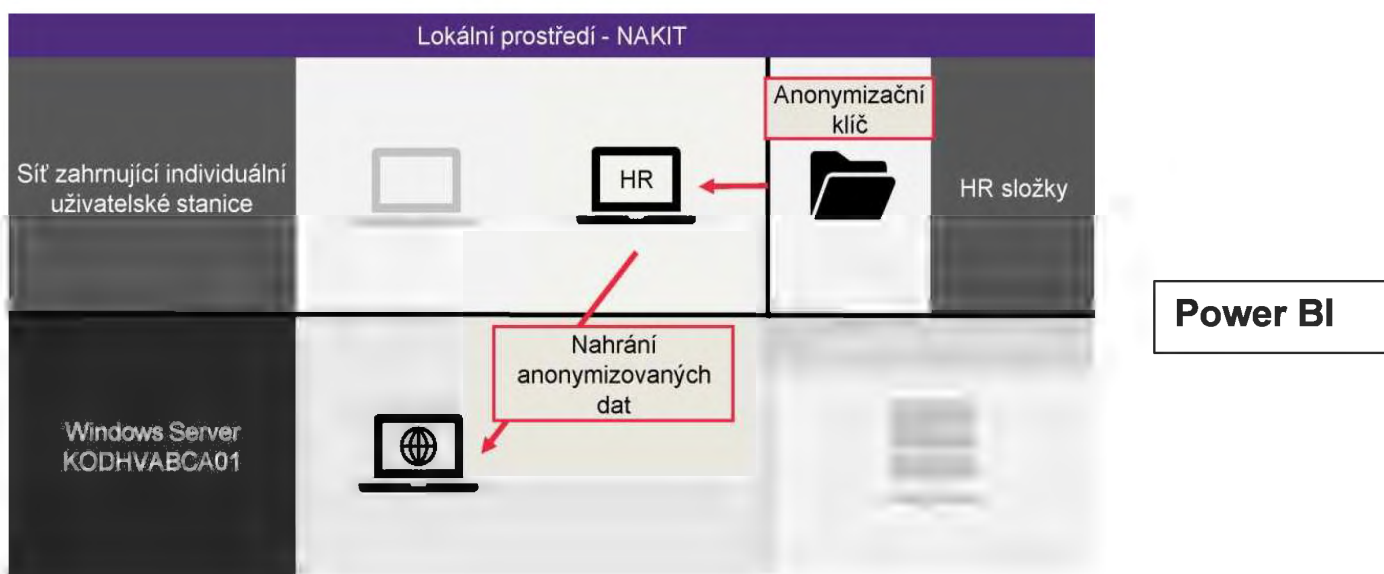 Lokální prostředí - NAKIT
Anonymizační
klíč
Síť zahrnující individuální
uživatelské stanice
HR
HR složky
Power BI
Nahrání
anonymizovaných
dat
Windows Server
KODHVABCA01